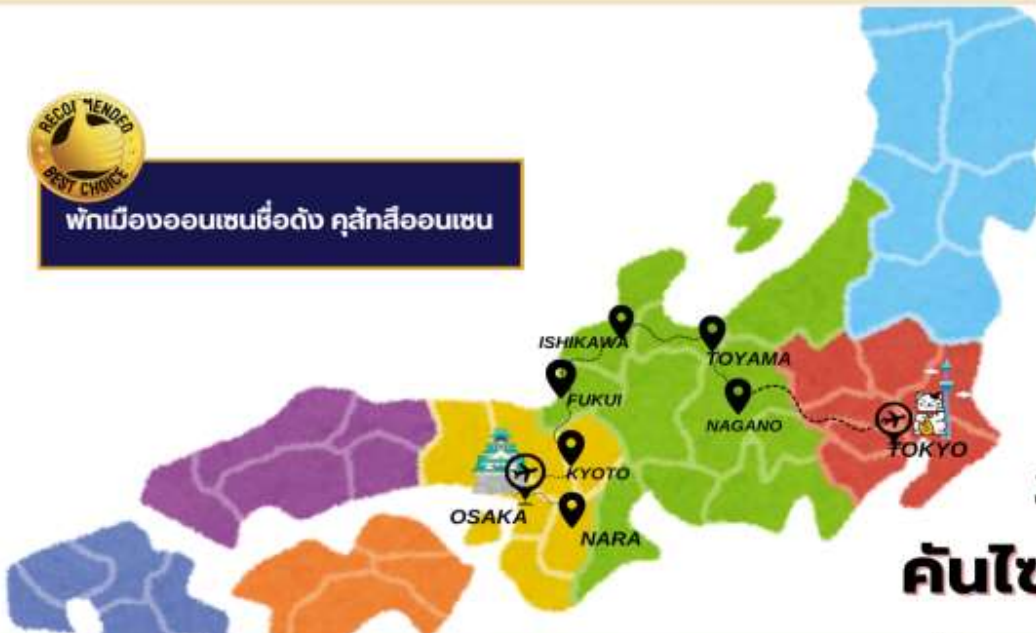 RECOMMENDED
BEST CHOICE
พักเมืองออนเซนชื่อดัง คุสัทสึออนเซน
ISHIKAWA
TOYAMA
FUKUI
NAGANO
TOKYO
KYOTO
OSAKA
NARA
คันไซ